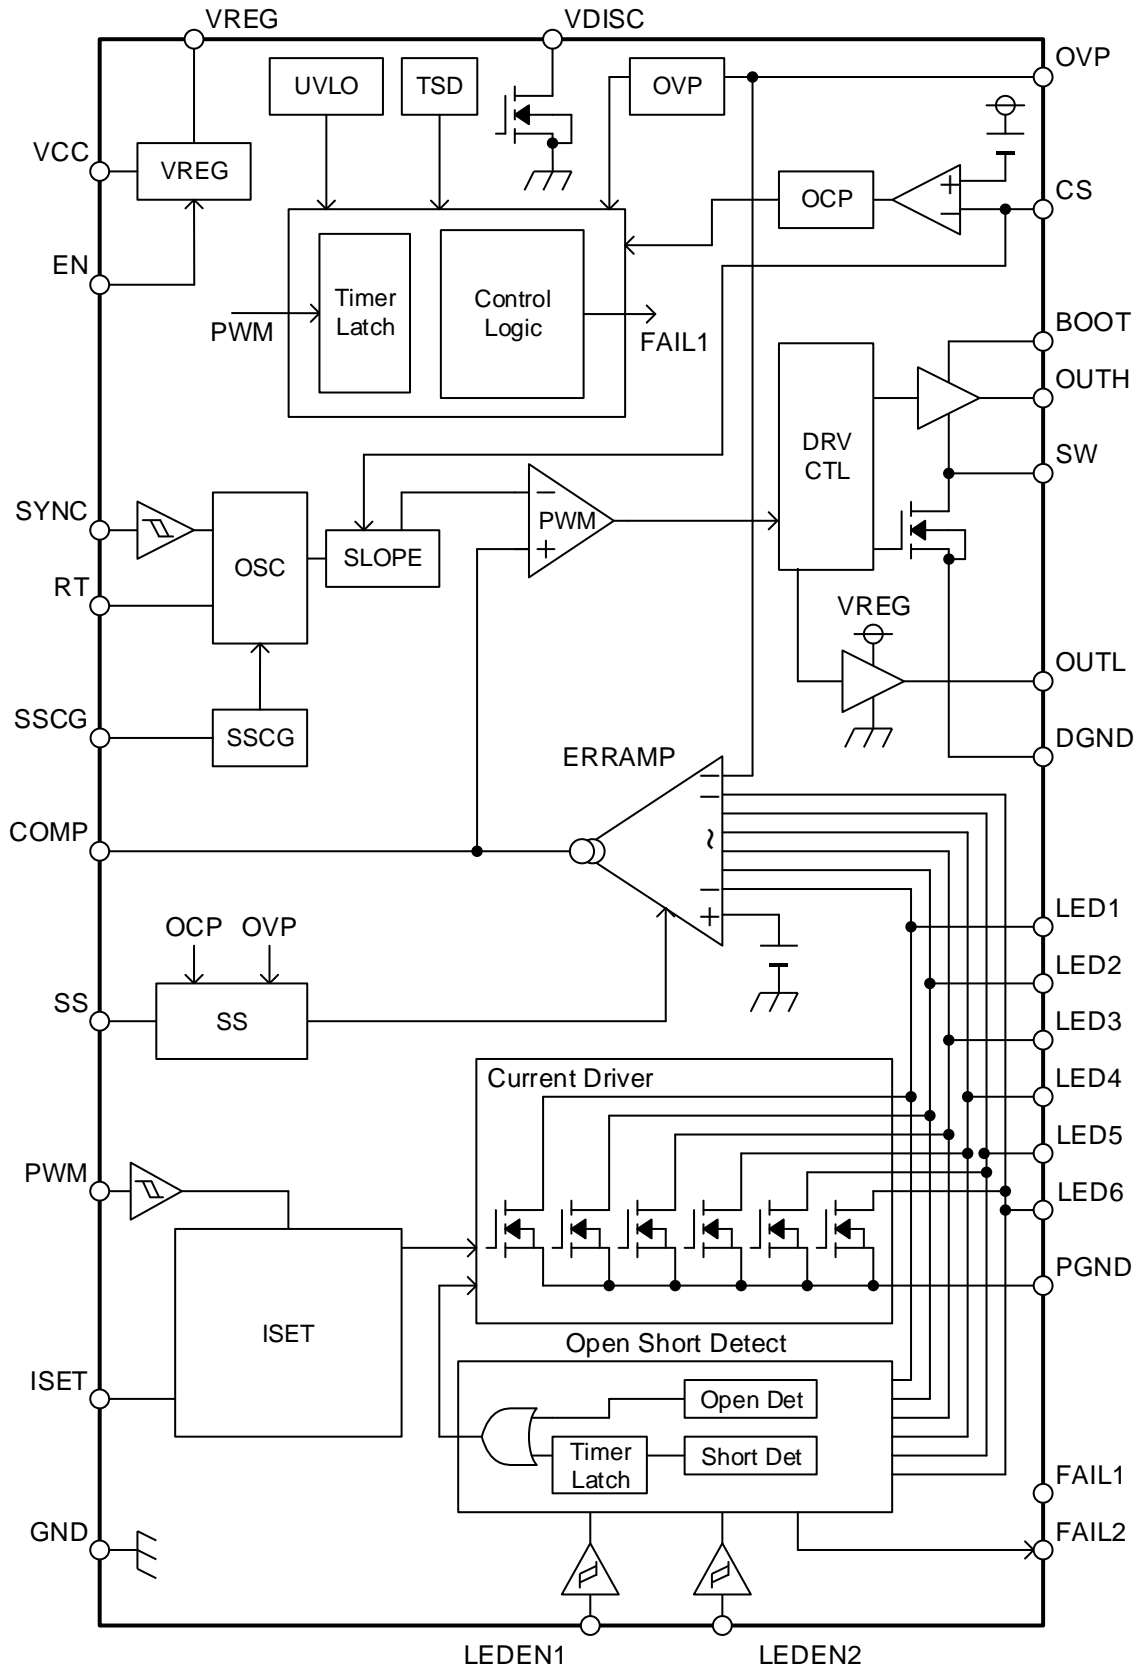 VREG
VDISC
OVP
UVLO
TSD
OVP
VCC
VREG
OCP
+
−
CS
EN
Timer
Latch
Control
Logic
PWM
FAIL1
BOOT
OUTH
DRV
CTL
SW
SYNC
−
PWM
+
OSC
SLOPE
RT
VREG
OUTL
SSCG
SSCG
DGND
ERRAMP
−
−
COMP
~
−
+
LED1
OCP
OVP
LED2
SS
SS
LED3
Current Driver
LED4
LED5
PWM
LED6
PGND
ISET
Open Short Detect
ISET
Open Det
Timer
Latch
Short Det
FAIL1
GND
FAIL2
LEDEN1
LEDEN2